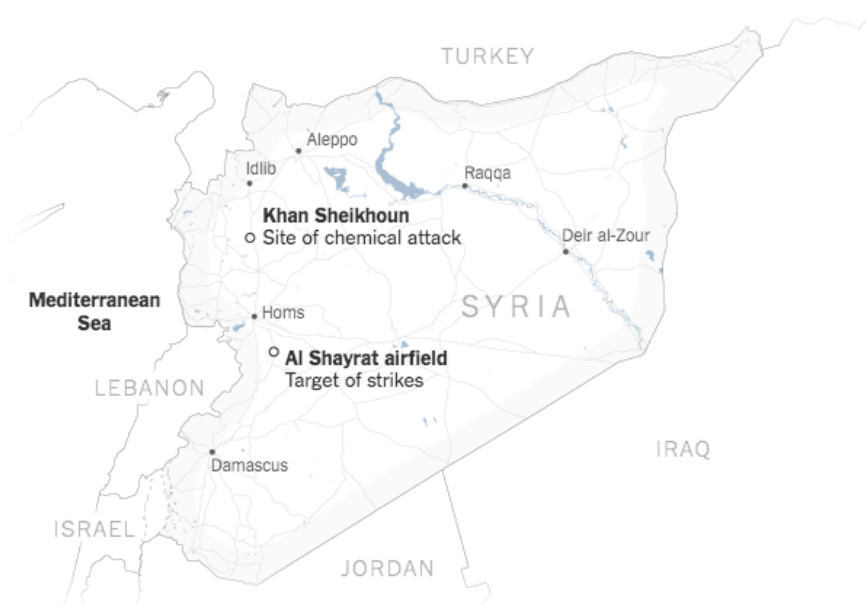 TURKEY
Aleppo
Idlib
Raqqa
Khan Sheikhoun
Site of chemical attack
Deir al-Zour
Mediterranean
Sea
SYRIA
Homs
Al Shayrat airfield
Target of strikes
LEBANON
IRAQ
Damascus
ISRAEL
JORDAN